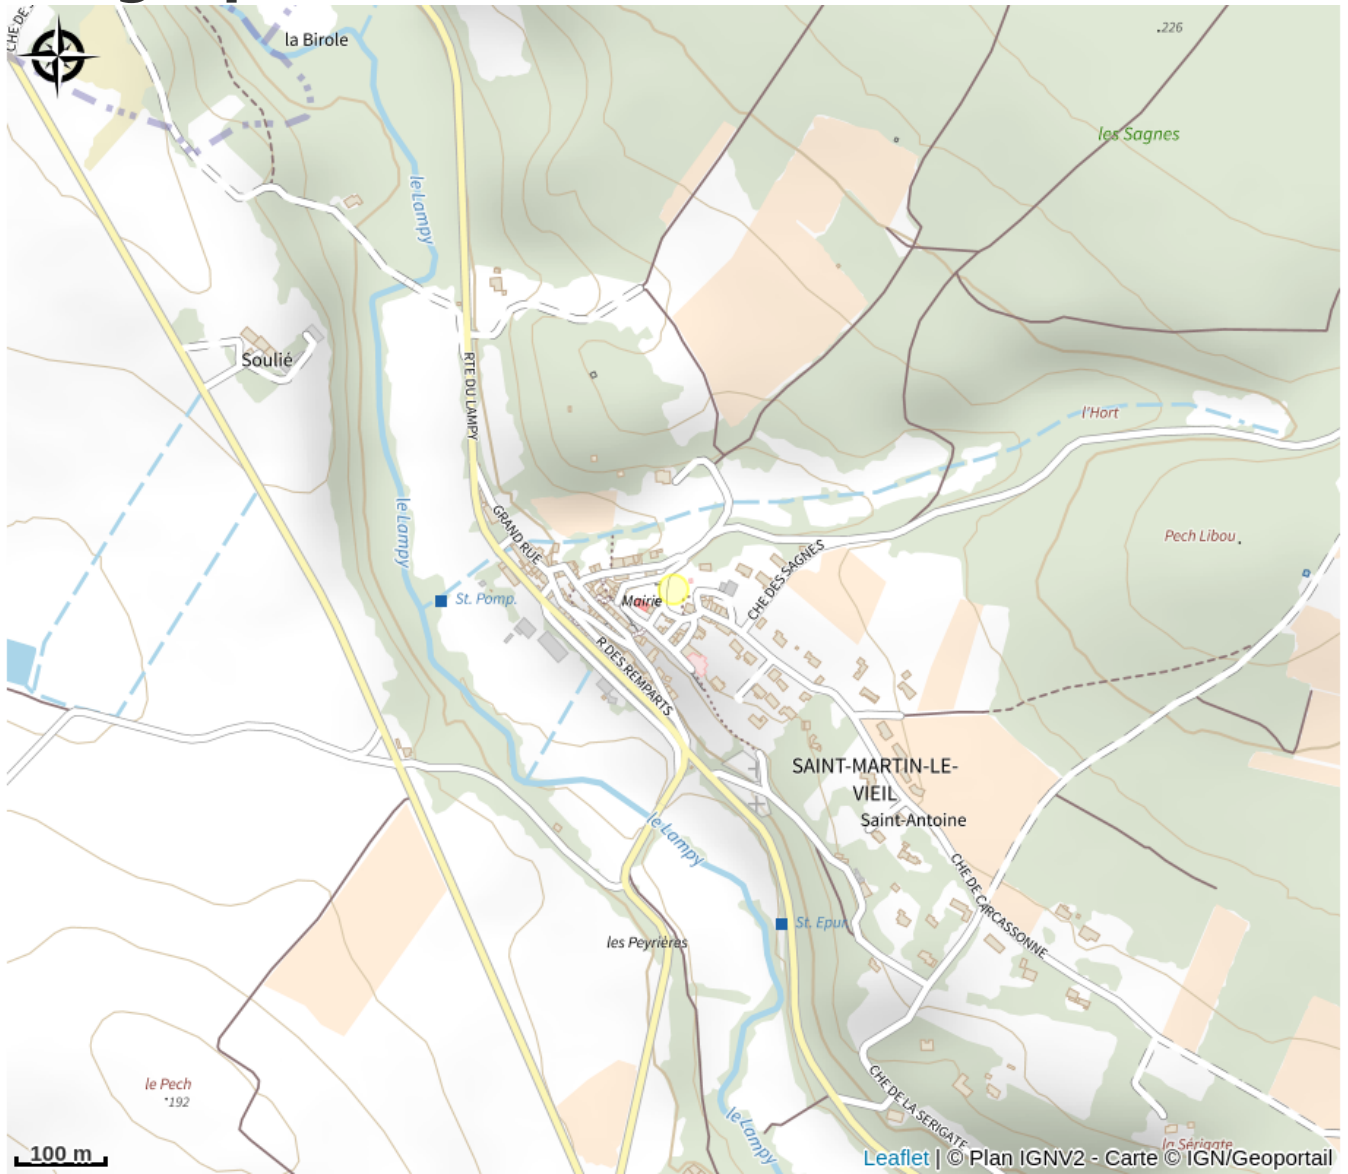 CHE DE
la Birole
226
les Sagnes
le Lampy
Soulié
RTE DU LAMPY
l'Hort
le Lampy
GRAND RUE
Pech Libou
CHE DES SAGNES
St. Pomp.
Mairie
R DES REMPARTS
SAINT-MARTIN-LE-
VIEIL
Saint-Antoine
le Lampy
CHE DE CARCASSONNE
St. Epur
les Peyrières
le Pech
192
CHE DE LA SERIGATE
le Lampy
la Sérigate
100 m
Leaflet | © Plan IGNV2 - Carte © IGN/Geoportail